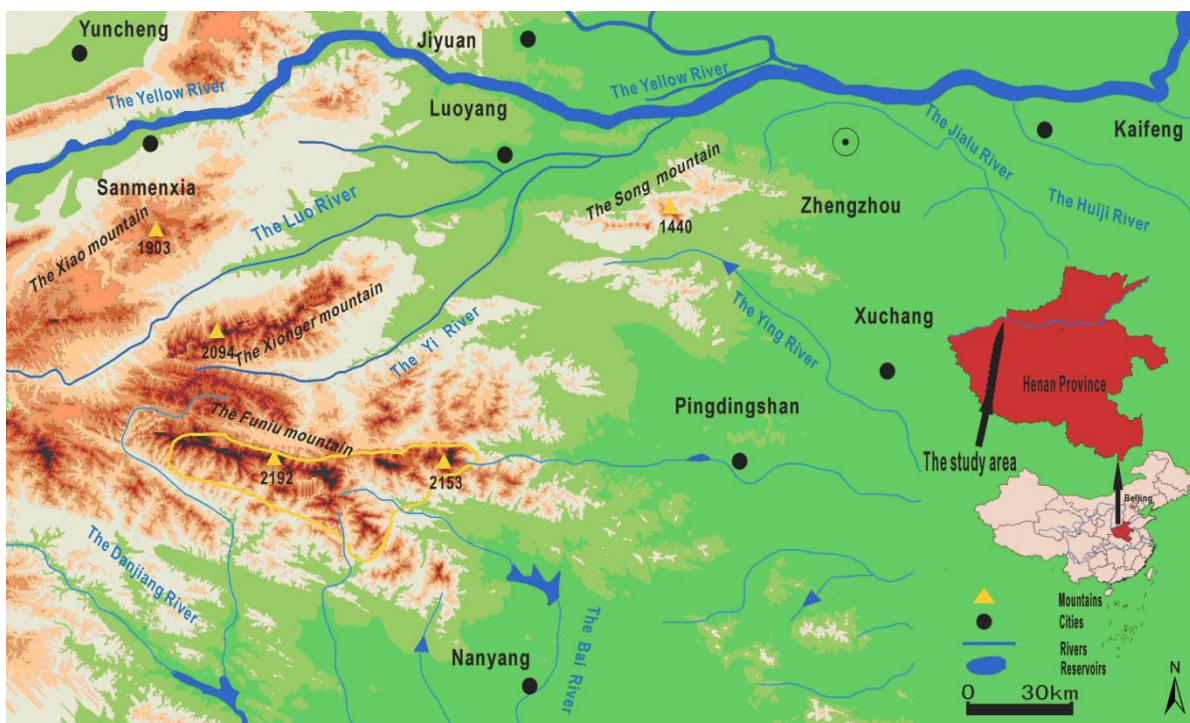 Yuncheng
Jiyuan
The Yellow River
The Yellow River
Luoyang
Kaifeng
The Jialu River
Sanmenxia
The Song mountain
The Luo River
Zhengzhou
The Huiji River
The Xiao mountain
1903
1440
The Xionger mountain
2094
The Yi River
The Ying River
Xuchang
Henan Province
Pingdingshan
The Funiu mountain
2192
2153
The study area
Beijing
The Danjiang River
The Bai River
Nanyang
Mountains
Cities
Rivers
Reservoirs
N
0 30km